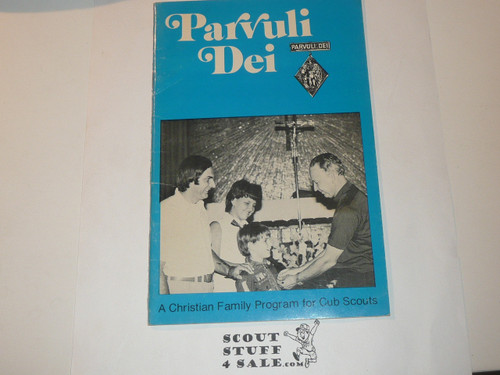 Parvuli
Dei
PARVULI DEI
A Christian Family Program for Cub Scouts
SCOUT
STUFF
4 SALE.com